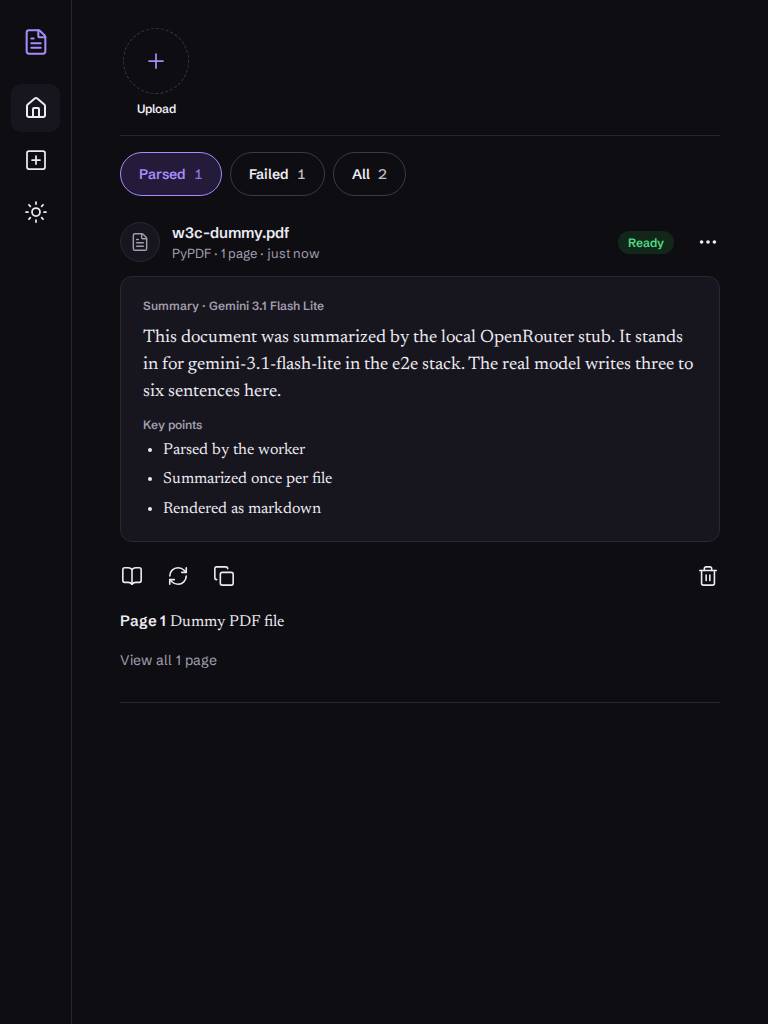 Upload
Parsed 1
Failed 1
All 2
w3c-dummy.pdf
PyPDF · 1 page · just now
Ready
Summary · Gemini 3.1 Flash Lite
This document was summarized by the local OpenRouter stub. It stands
in for gemini-3.1-flash-lite in the e2e stack. The real model writes three to
six sentences here.
Key points
• Parsed by the worker
• Summarized once per file
• Rendered as markdown
Page 1 Dummy PDF file
View all 1 page